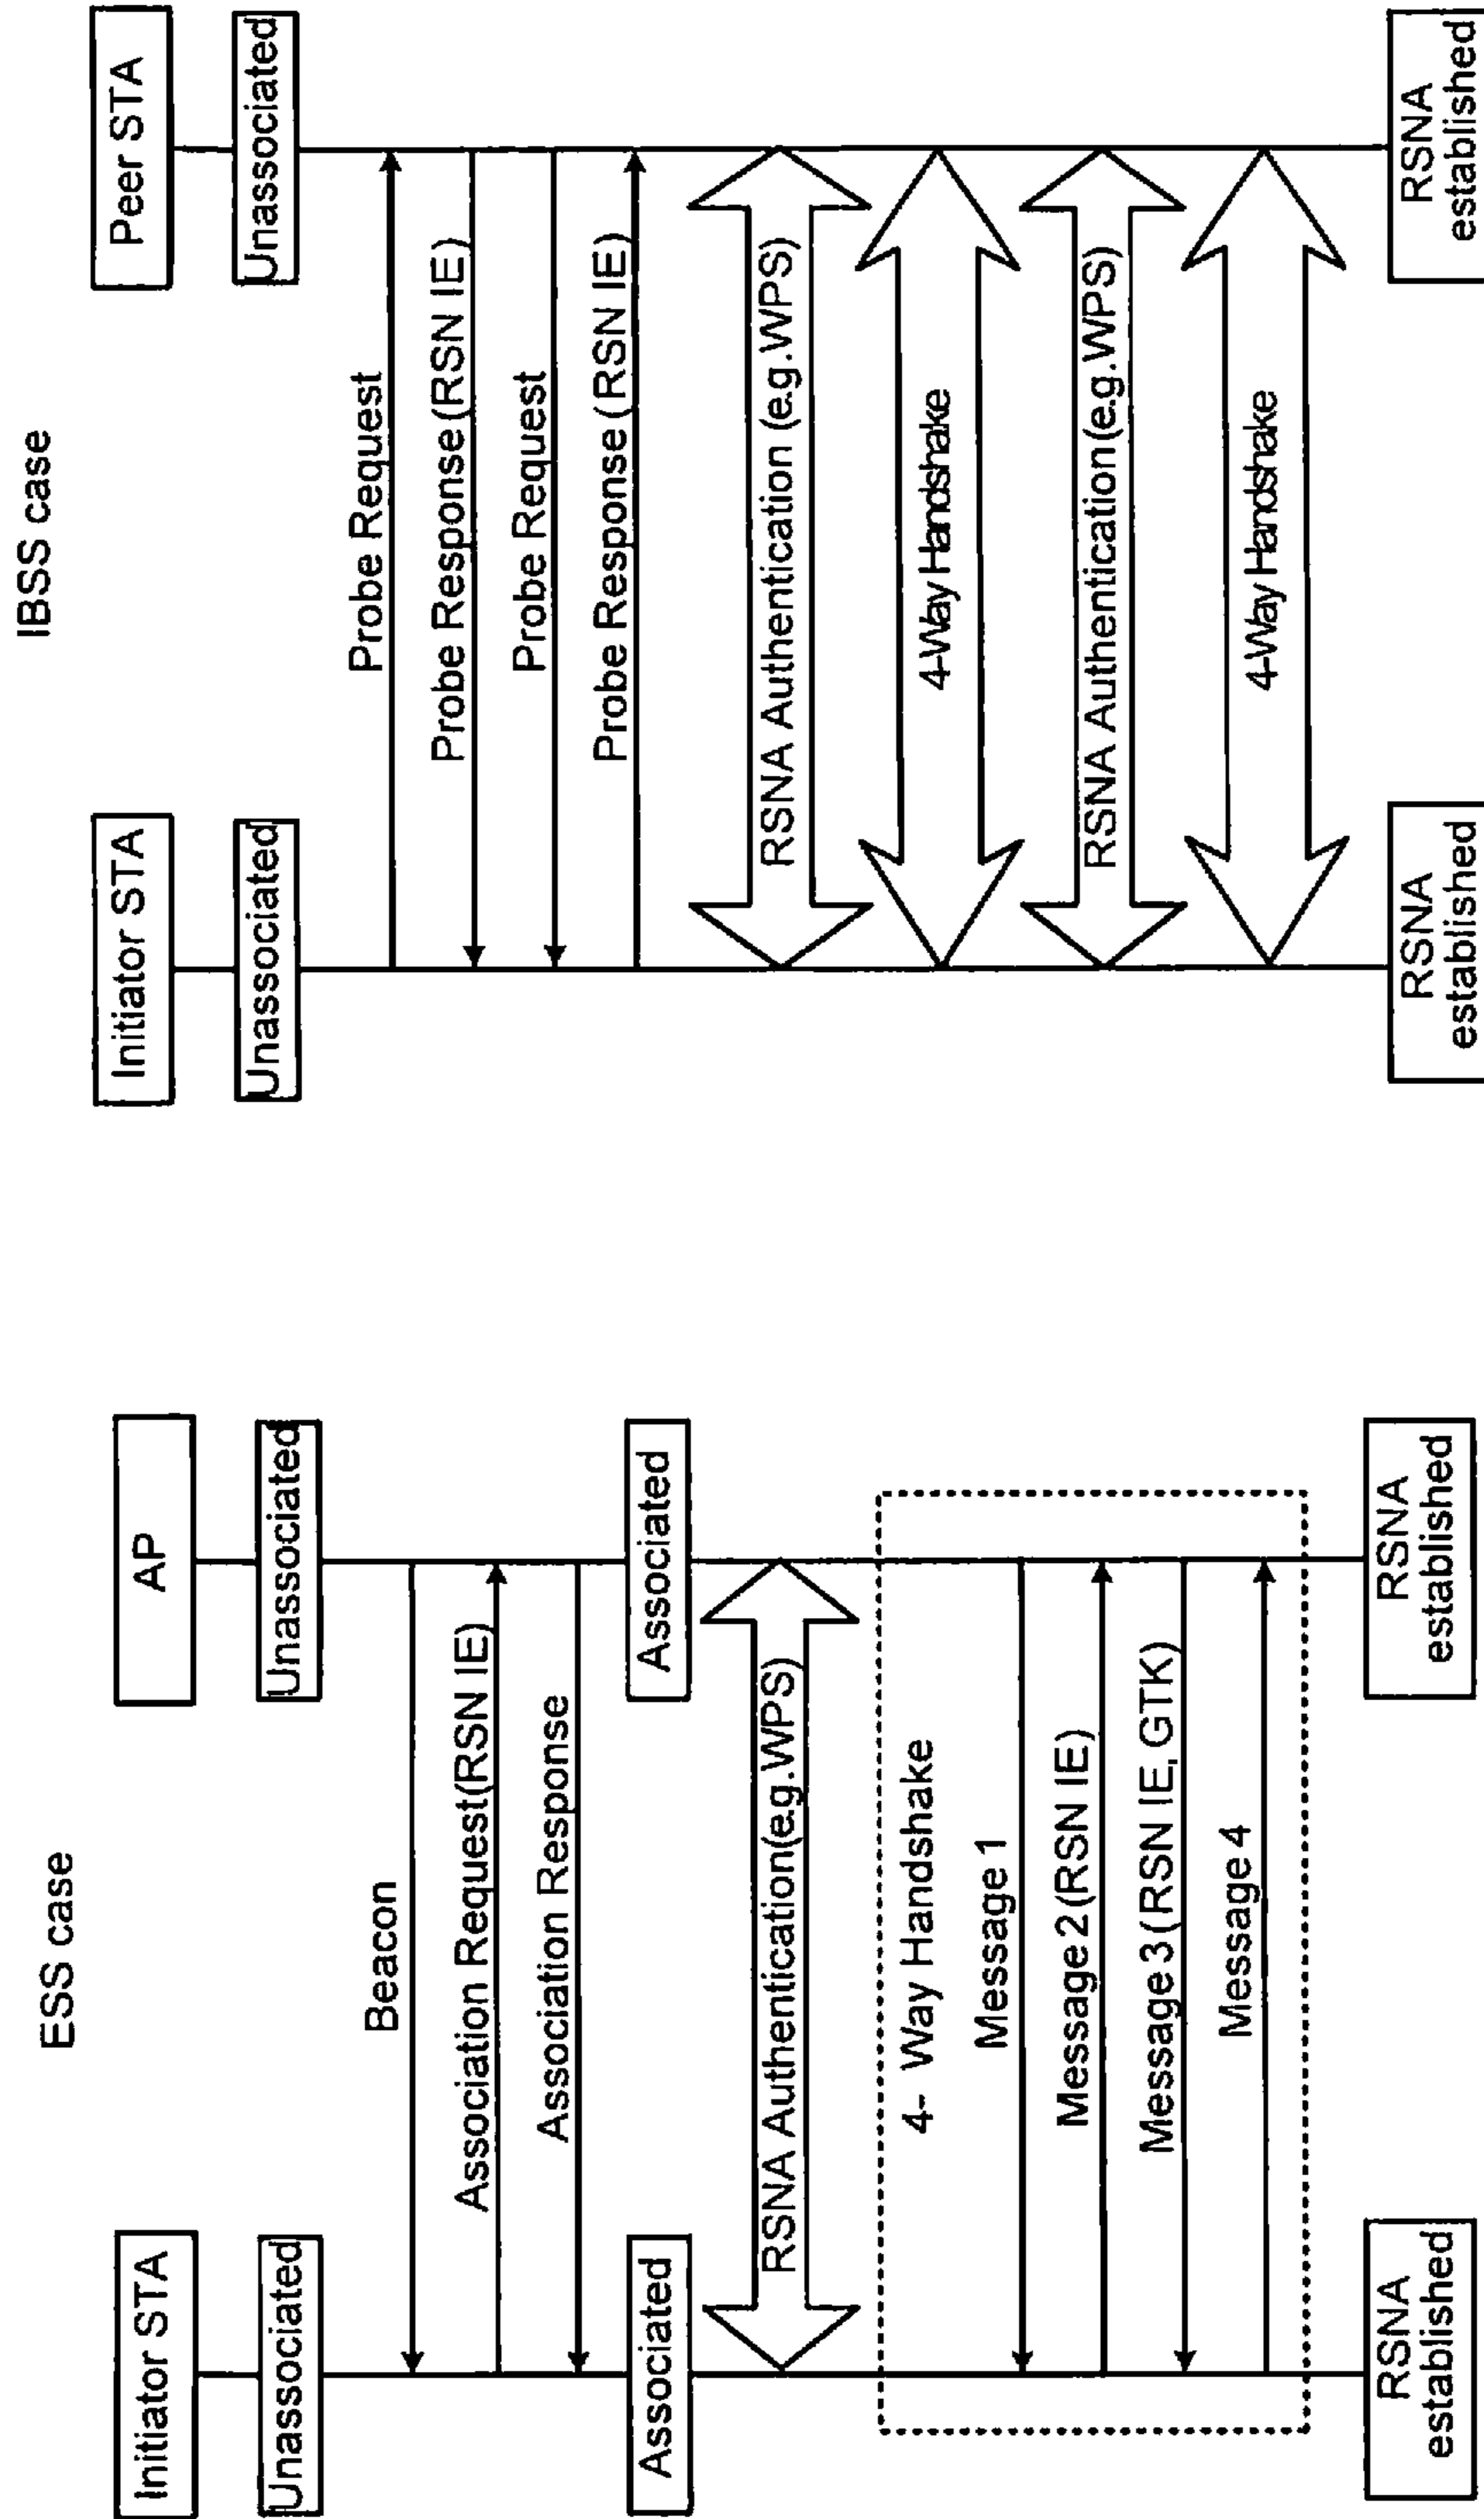 ESS case
Initiator STA
AP
Unassociated
Unassociated
Beacon
Association Request(RSN IE)
Association Response
Associated
Associated
RSNA Authentication(e.g.WPS)
4- Way Handshake
Message 1
Message 2 (RSN IE)
Message 3 (RSN IE, GTK)
Message 4
RSNA
established
RSNA
established
IBSS case
Initiator STA
Peer STA
Unassociated
Unassociated
Probe Request
Probe Response (RSN IE)
Probe Request
Probe Response (RSN IE)
RSNA Authentication (e.g.WPS)
4-Way Handshake
RSNA Authentication (e.g.WPS)
4-Way Handshake
RSNA
established
RSNA
established